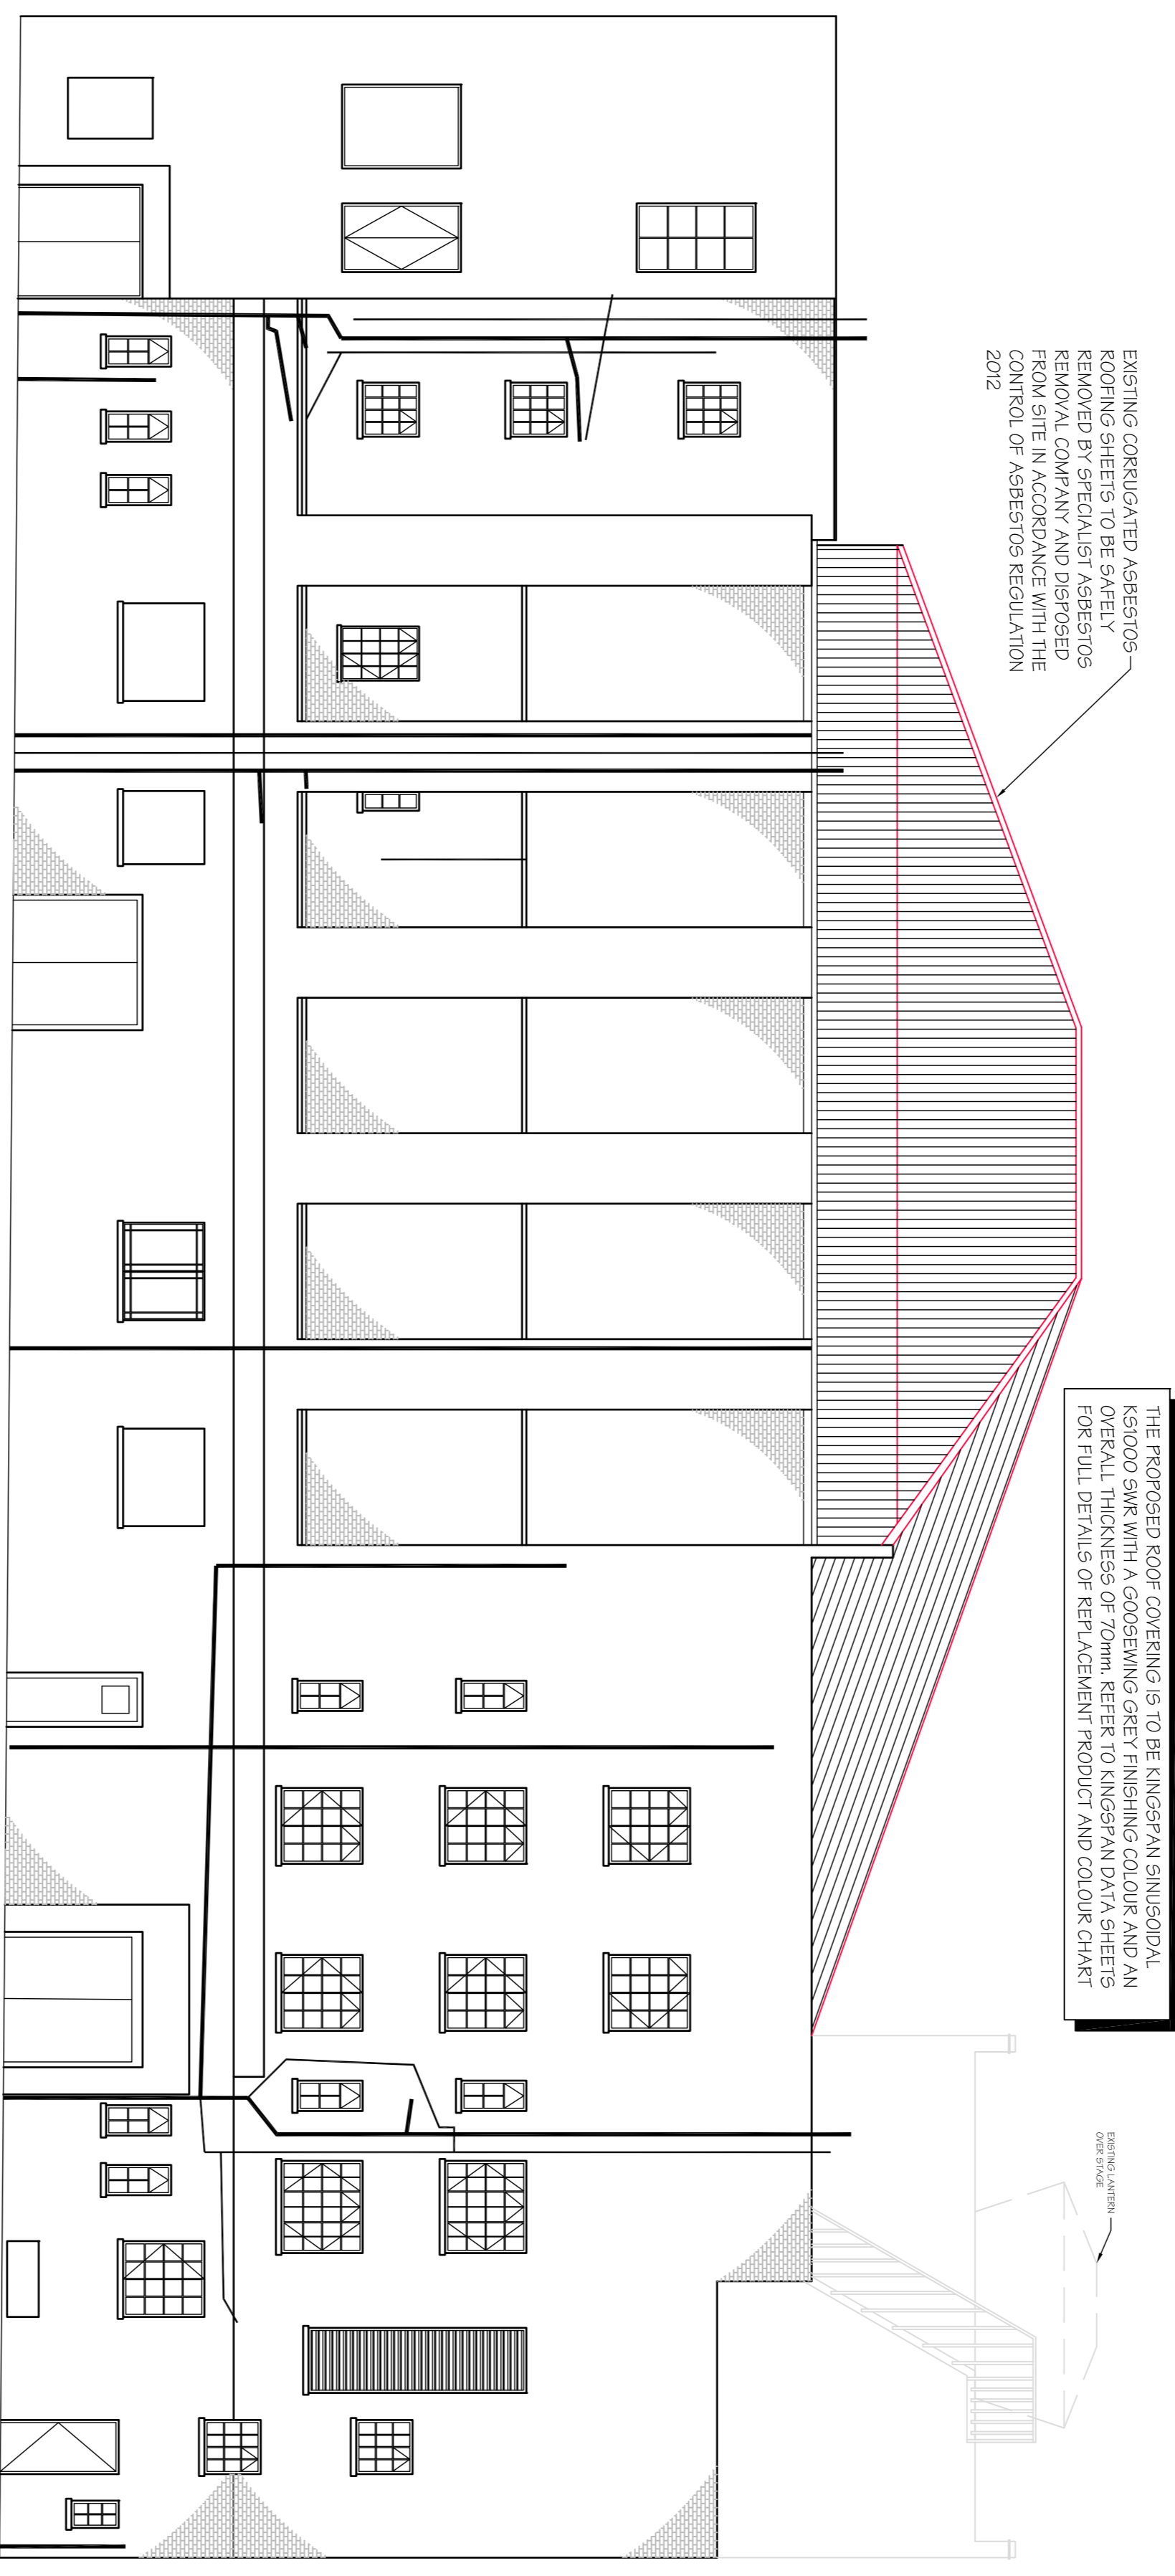 EXISTING CORRUGATED ASBESTOS
ROOFING SHEETS TO BE SAFELY
REMOVED BY SPECIALIST ASBESTOS
REMOVAL COMPANY AND DISPOSED
FROM SITE IN ACCORDANCE WITH THE
CONTROL OF ASBESTOS REGULATION
2012
THE PROPOSED ROOF COVERING IS TO BE KINGSPAN SINUSOIDAL
KS1000 SWR WITH A GOOSEWING GREY FINISHING COLOUR AND AN
OVERALL THICKNESS OF 70mm. REFER TO KINGSPAN DATA SHEETS
FOR FULL DETAILS OF REPLACEMENT PRODUCT AND COLOUR CHART
EXISTING LANTERN
OVER STAGE